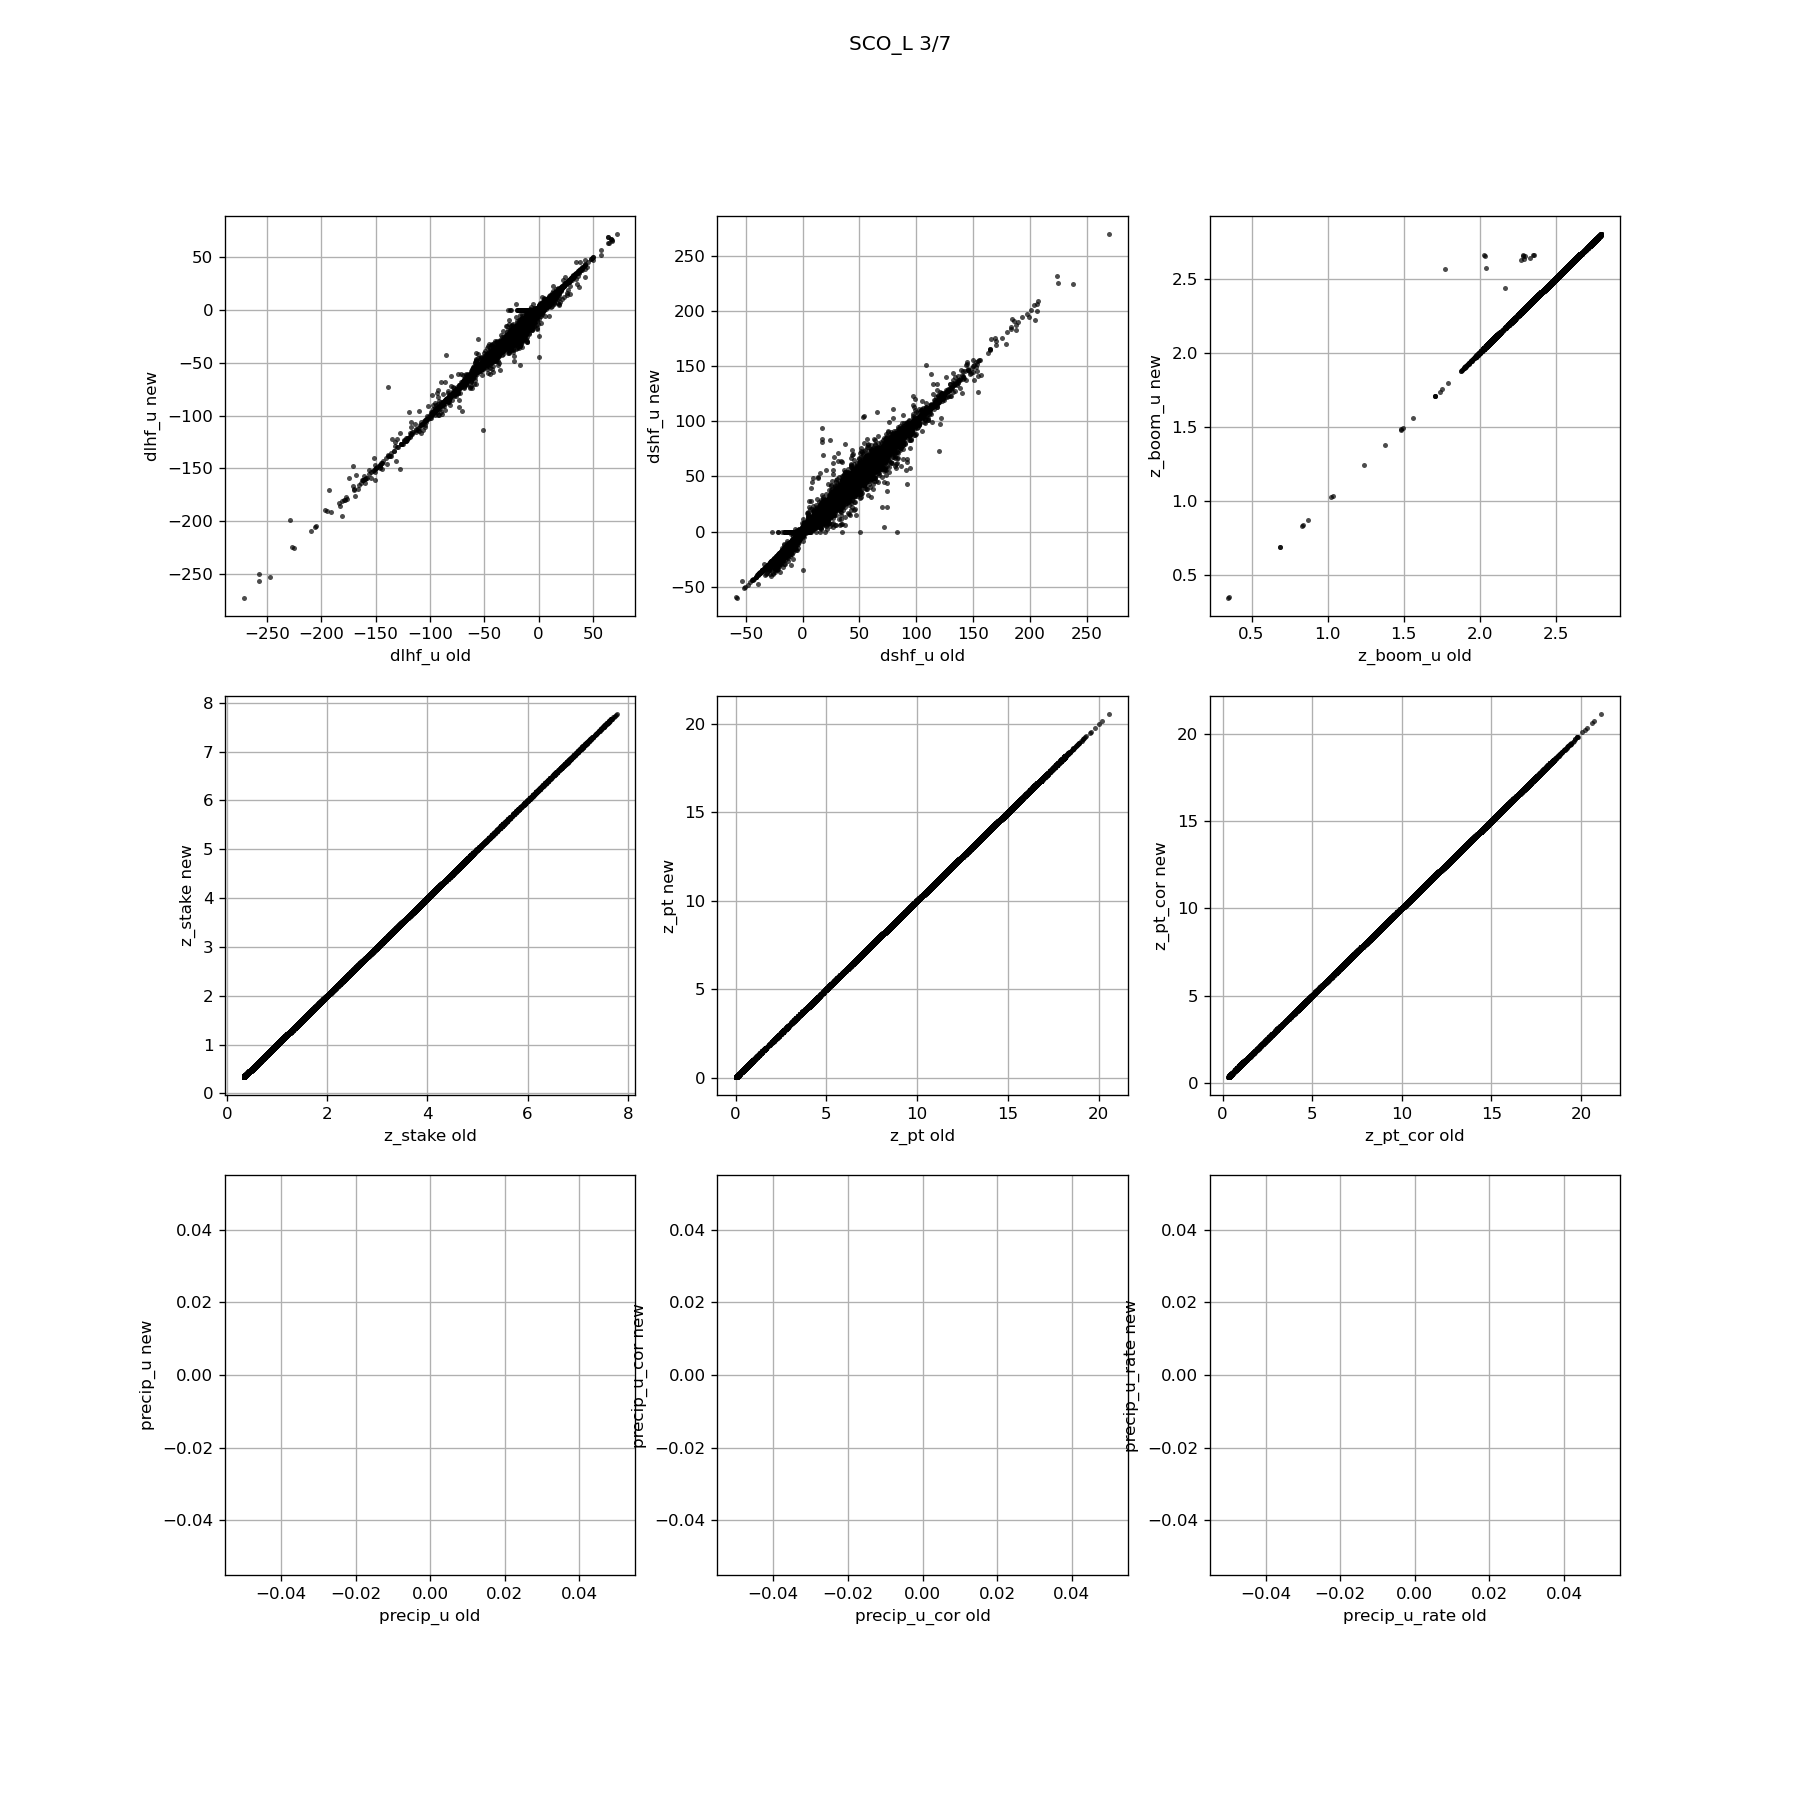 SCO_L 3/7
50
0
−50
−100
−150
−200
−250
dlhf_u new
−250 −200 −150 −100 −50 0 50
dlhf_u old
250
200
150
100
50
0
−50
dshf_u new
−50 0 50 100 150 200 250
dshf_u old
2.5
2.0
1.5
1.0
0.5
z_boom_u new
0.5 1.0 1.5 2.0 2.5
z_boom_u old
8
7
6
5
4
3
2
1
0
z_stake new
0 2 4 6 8
z_stake old
20
15
10
5
0
z_pt new
0 5 10 15 20
z_pt old
20
15
10
5
0
z_pt_cor new
0 5 10 15 20
z_pt_cor old
0.04
0.02
0.00
−0.02
−0.04
precip_u new
−0.04 −0.02 0.00 0.02 0.04
precip_u old
0.04
0.02
0.00
−0.02
−0.04
precip_u_cor new
−0.04 −0.02 0.00 0.02 0.04
precip_u_cor old
0.04
0.02
0.00
−0.02
−0.04
precip_u_rate new
−0.04 −0.02 0.00 0.02 0.04
precip_u_rate old